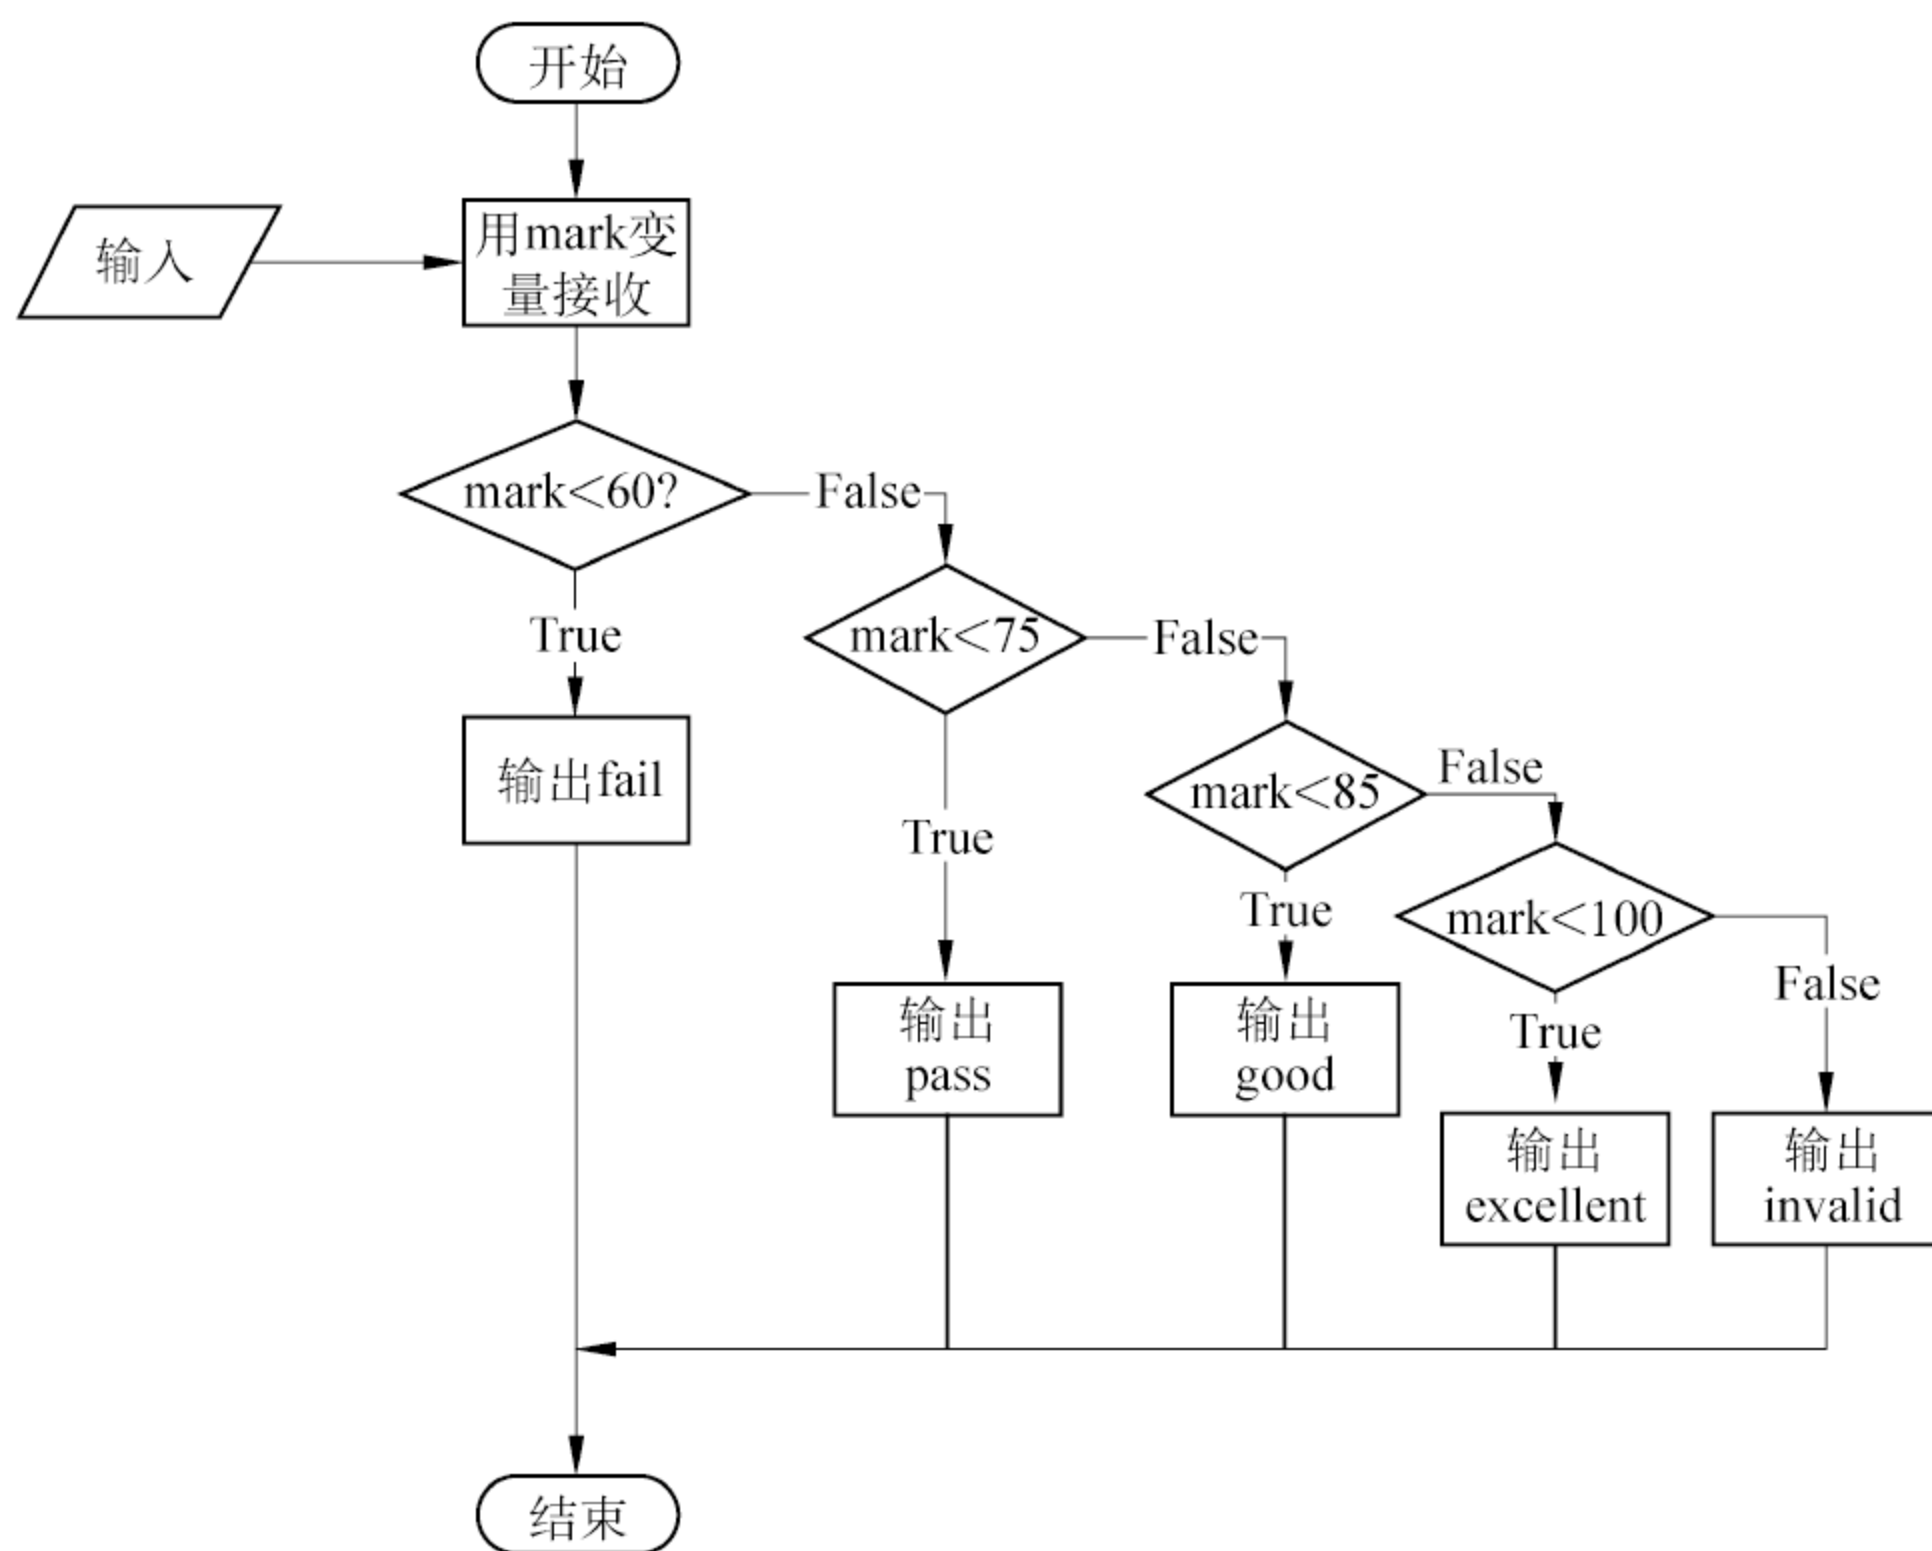 开始
输入
用mark变
量接收
mark<60?
False
True
mark<75
False
输出fail
True
mark<85
False
True
mark<100
False
True
输出
pass
输出
good
输出
excellent
输出
invalid
结束